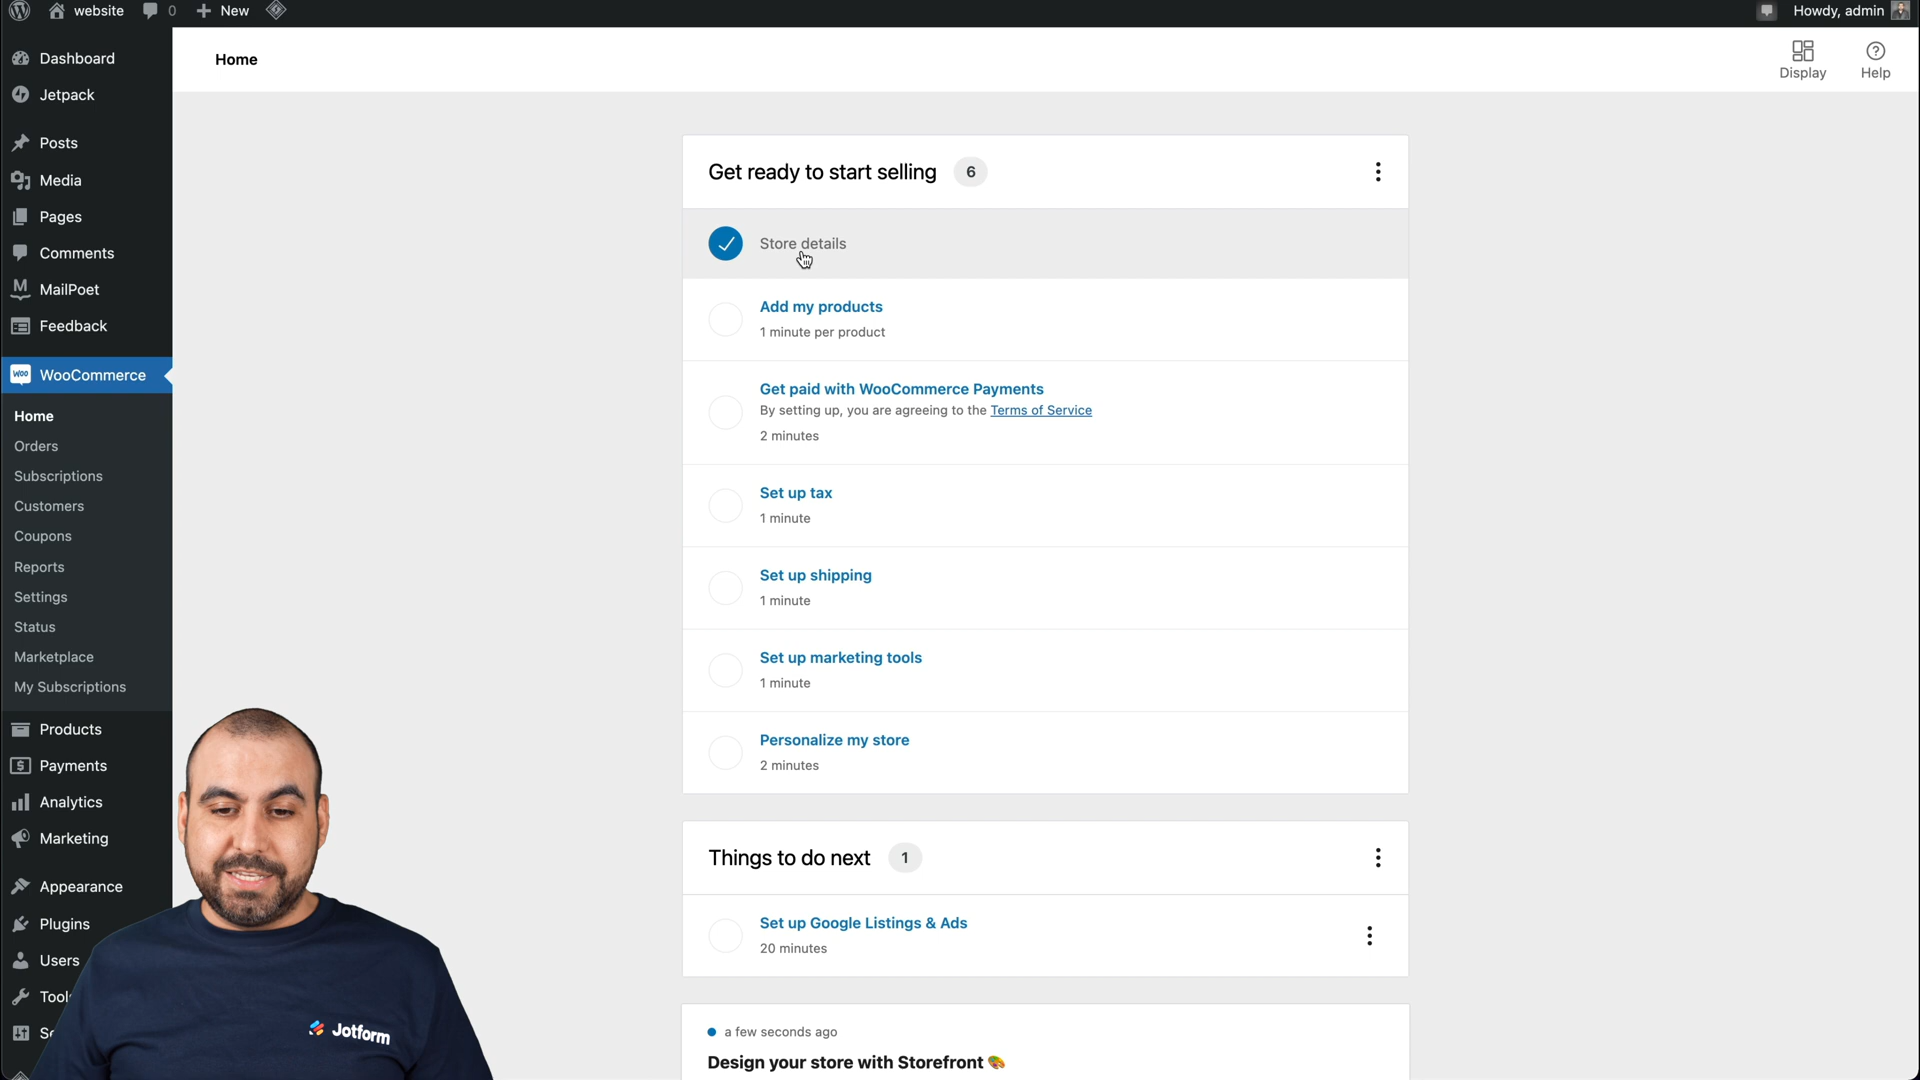 website
0
New
Howdy, admin
Dashboard
Jetpack
Posts
Media
Pages
Comments
MailPoet
Feedback
WooCommerce
Home
Orders
Subscriptions
Customers
Coupons
Reports
Settings
Status
Marketplace
My Subscriptions
Products
Payments
Analytics
Marketing
Appearance
Plugins
Users
Home
Display
Help
Get ready to start selling 6
Store details
Add my products
1 minute per product
Get paid with WooCommerce Payments
By setting up, you are agreeing to the Terms of Service
2 minutes
Set up tax
1 minute
Set up shipping
1 minute
Set up marketing tools
1 minute
Personalize my store
2 minutes
Things to do next 1
Set up Google Listings & Ads
20 minutes
a few seconds ago
Design your store with Storefront 🎨
Jotform